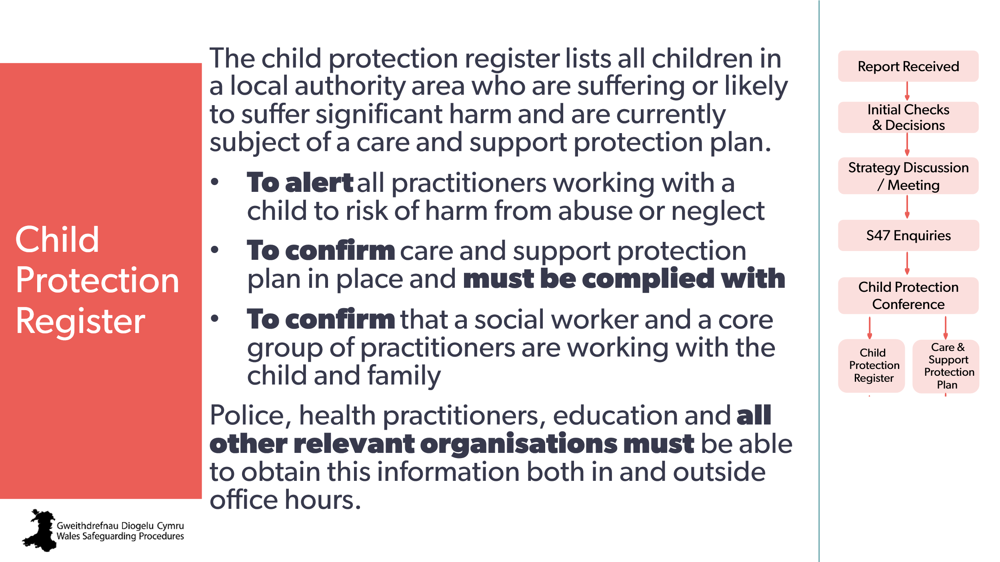 Child
Protection
Register
The child protection register lists all children in
a local authority area who are suffering or likely
to suffer significant harm and are currently
subject of a care and support protection plan.
• To alert all practitioners working with a
child to risk of harm from abuse or neglect
• To confirm care and support protection
plan in place and must be complied with
• To confirm that a social worker and a core
group of practitioners are working with the
child and family
Police, health practitioners, education and all
other relevant organisations must be able
to obtain this information both in and outside
office hours.
Report Received
Initial Checks
& Decisions
Strategy Discussion
/ Meeting
S47 Enquiries
Child Protection
Conference
Child
Protection
Register
Care &
Support
Protection
Plan
Gweithdrefnau Diogelu Cymru
Wales Safeguarding Procedures